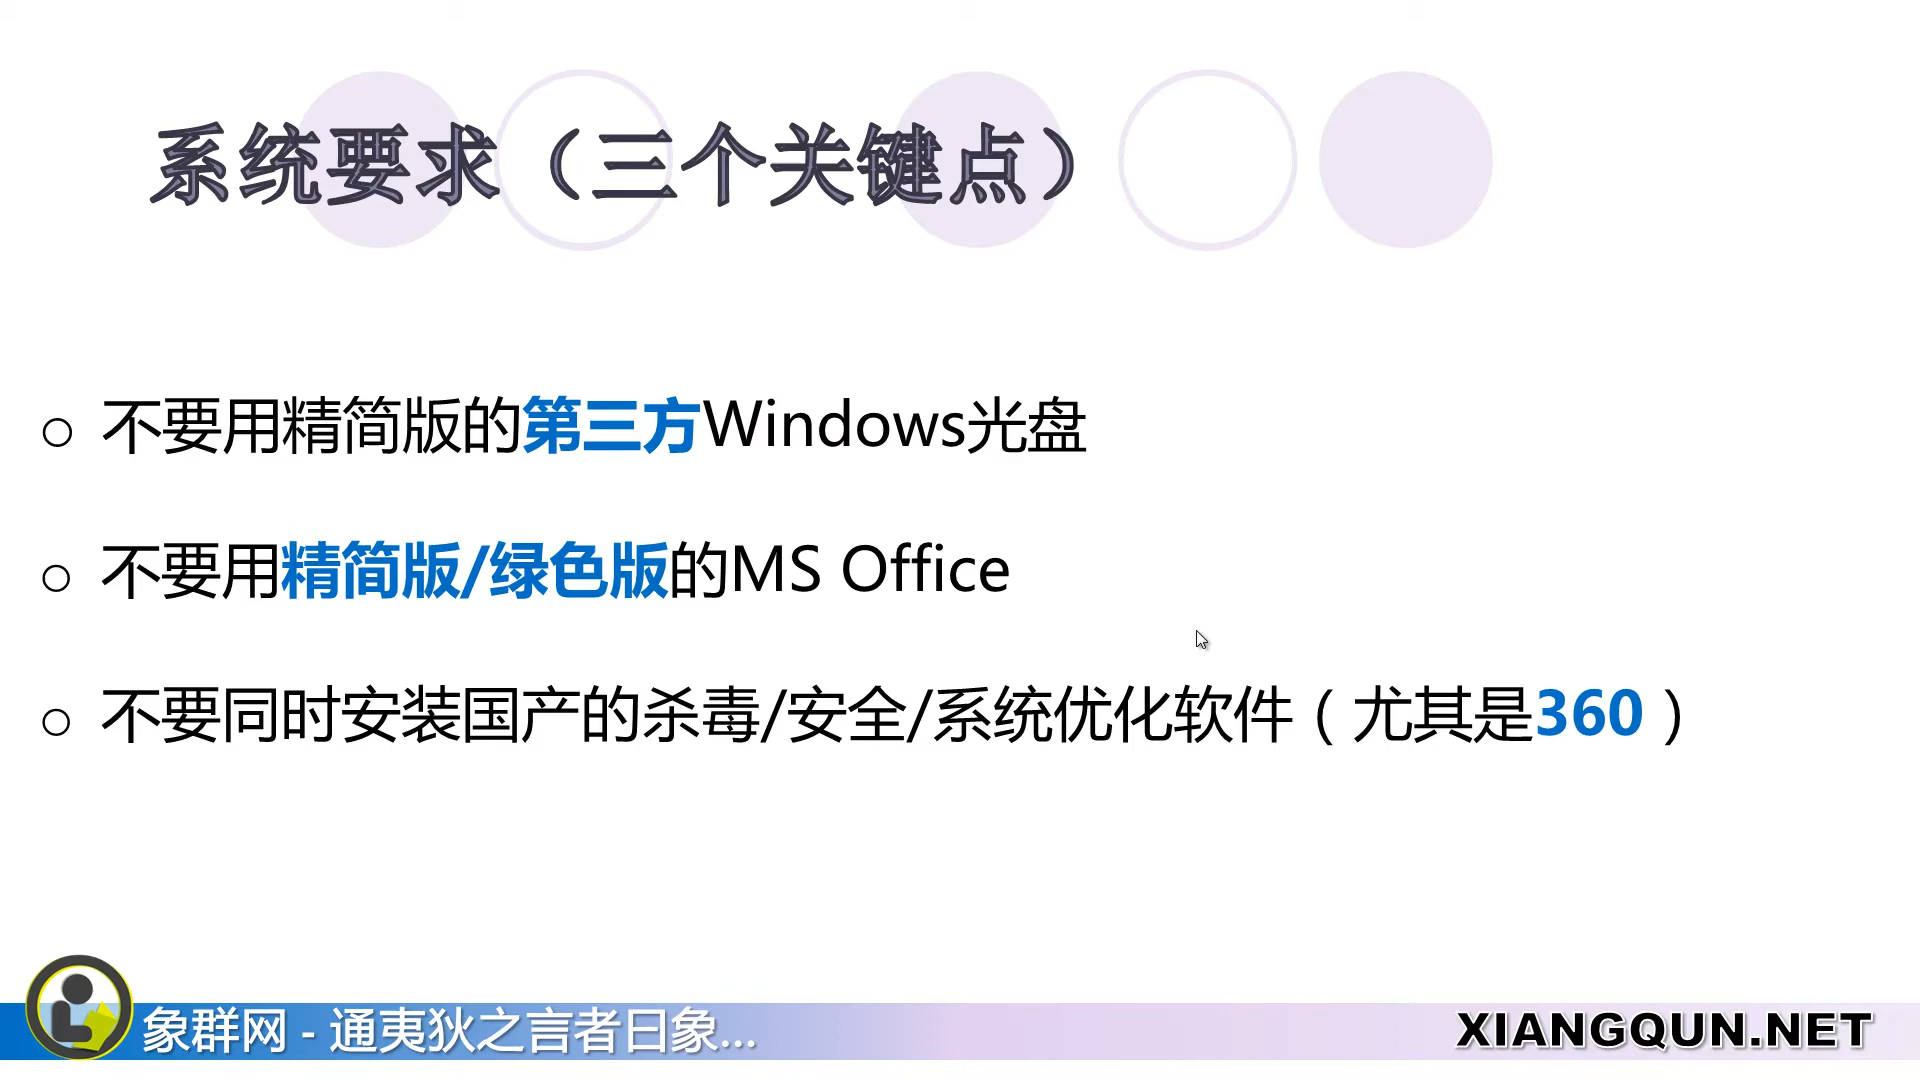 系统要求（三个关键点）
不要用精简版的第三方Windows光盘
不要用精简版/绿色版的MS Office
不要同时安装国产的杀毒/安全/系统优化软件（尤其是360）
象群网 - 通夷狄之言者曰象...
XIANGQUN.NET